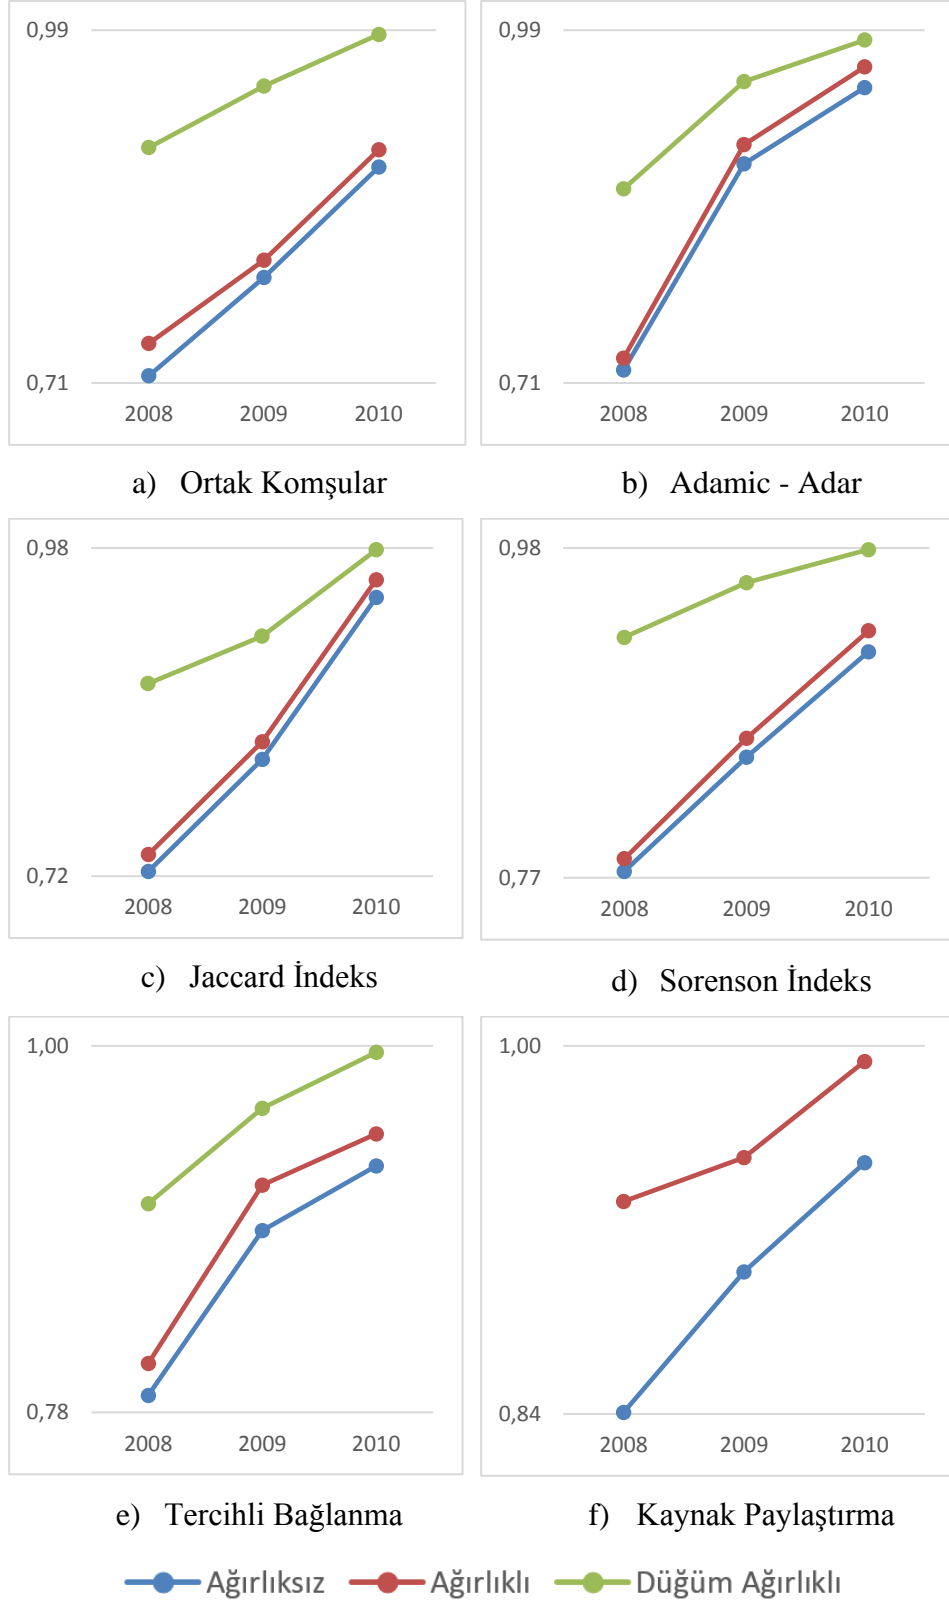 0,99
0,71
2008 2009 2010
a) Ortak Komşular
0,99
0,71
2008 2009 2010
b) Adamic - Adar
0,98
0,72
2008 2009 2010
c) Jaccard İndeks
0,98
0,77
2008 2009 2010
d) Sorenson İndeks
1,00
0,78
2008 2009 2010
e) Tercihli Bağlanma
1,00
0,84
2008 2009 2010
f) Kaynak Paylaştırma
Ağırlıksız Ağırlıklı Düğüm Ağırlıklı